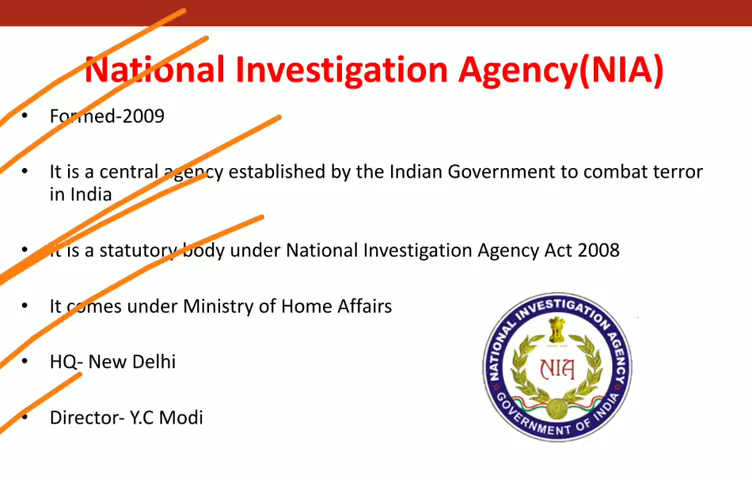 National Investigation Agency(NIA)
• Formed-2009
• It is a central agency established by the Indian Government to combat terror
in India
• It is a statutory body under National Investigation Agency Act 2008
• It comes under Ministry of Home Affairs
• HQ- New Delhi
• Director- Y.C Modi
NATIONAL INVESTIGATION AGENCY
NIA
GOVERNMENT OF INDIA